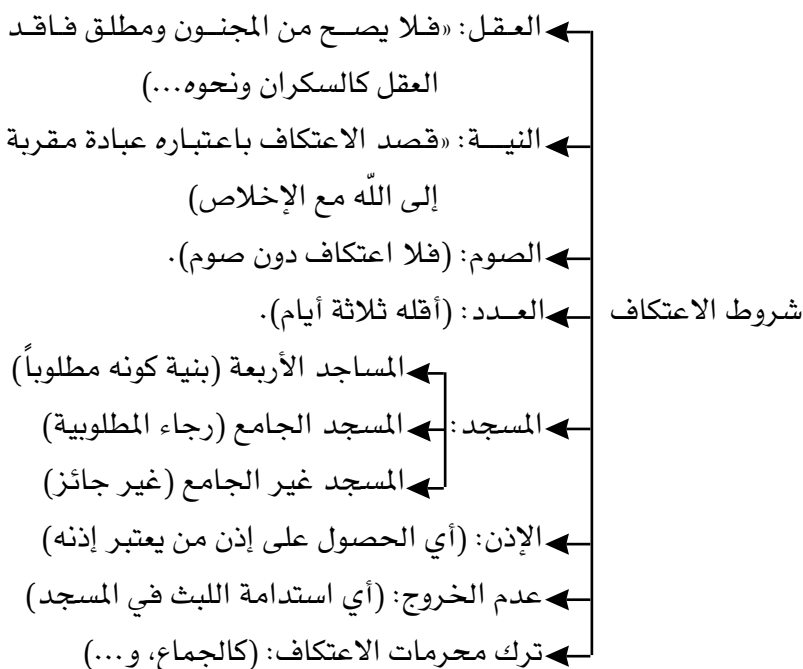 العقل: «فلا يصح من المجنون ومطلق فاقد
العقل كالسكران ونحوه...)
النية: «قصد الاعتكاف باعتباره عبادة مقربة
إلى اللّه مع الإخلاص)
الصوم: (فلا اعتكاف دون صوم).
شروط الاعتكاف
العدد: (أقله ثلاثة أيام).
المساجد الأربعة (بنية كونه مطلوباً)
المسجد: المسجد الجامع (رجاء المطلوبية)
المسجد غير الجامع (غير جائز)
الإذن: (أي الحصول على إذن من يعتبر إذنه)
عدم الخروج: (أي استدامة اللبث في المسجد)
ترك محرمات الاعتكاف: (كالجماع، و...)